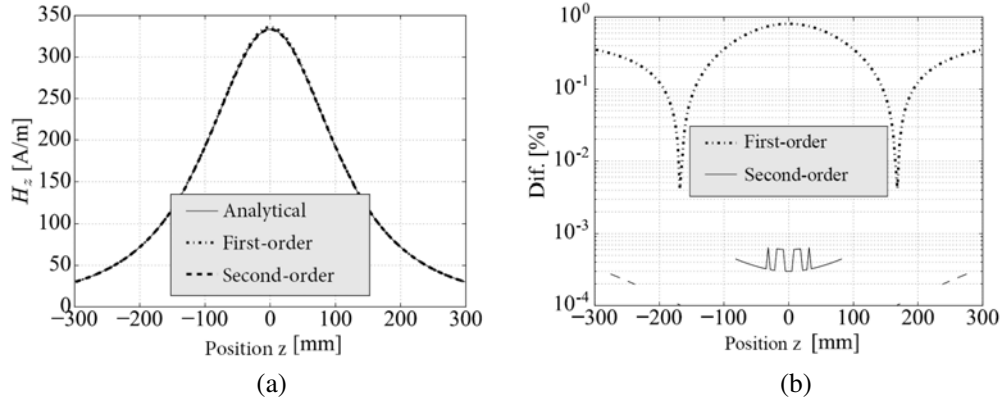 350
300
250
200
150
100
50
0
H_z [A/m]
Analytical
First-order
Second-order
−300
−200
−100
0
100
200
300
Position z [mm]
(a)
10^0
10^-1
10^-2
10^-3
10^-4
Dif. [%]
First-order
Second-order
−300
−200
−100
0
100
200
300
Position z [mm]
(b)